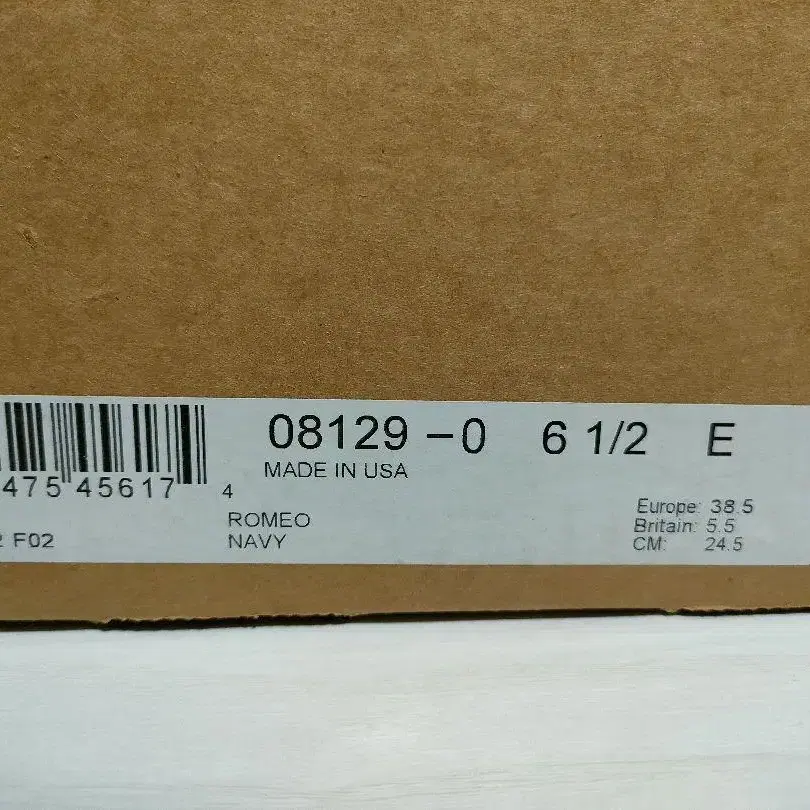 08129 -0 6 1/2 E
MADE IN USA
475 45617 4
ROMEO
NAVY
F02
Europe: 38.5
Britain: 5.5
CM: 24.5